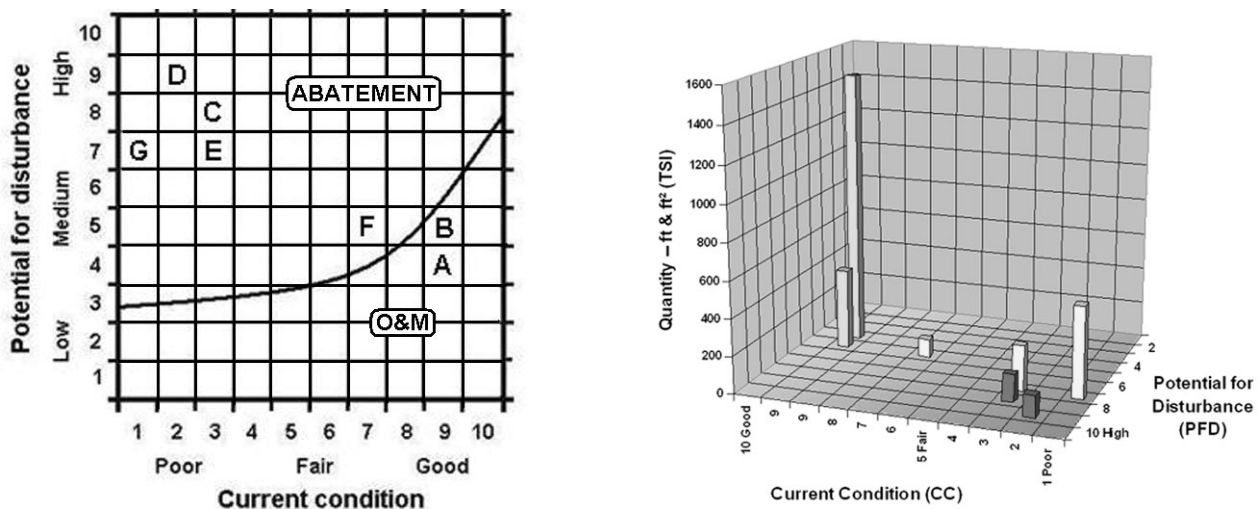 Potential for disturbance
High
Medium
Low
10
9
8
7
6
5
4
3
2
1
D
ABATEMENT
C
G E
F B
A
O&M
1 2 3 4 5 6 7 8 9 10
Poor Fair Good
Current condition
Quantity – ft & ft² (TSI)
1600
1400
1200
1000
800
600
400
200
0
10 Good 9 9 8 7 6 5 Fair 4 3 2 1 Poor
Current Condition (CC)
2
4
6
8
10 High
Potential for
Disturbance
(PFD)